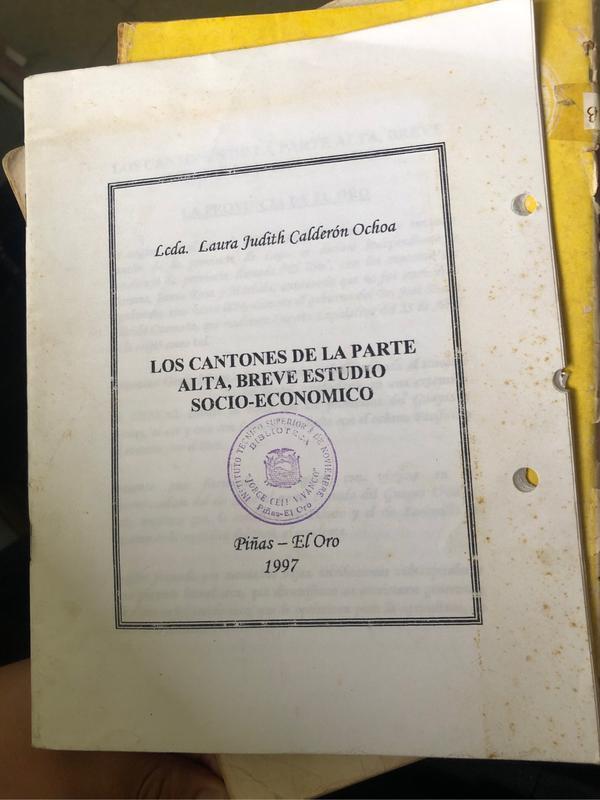 Lcda. Laura Judith Calderón Ochoa
LOS CANTONES DE LA PARTE
ALTA, BREVE ESTUDIO
SOCIO-ECONOMICO
INSTITUTO TECNICO SUPERIOR 8 DE NOVIEMBRE
BIBLIOTECA
"JORGE CELI VIVANCO"
Piñas-El Oro
Piñas – El Oro
1997